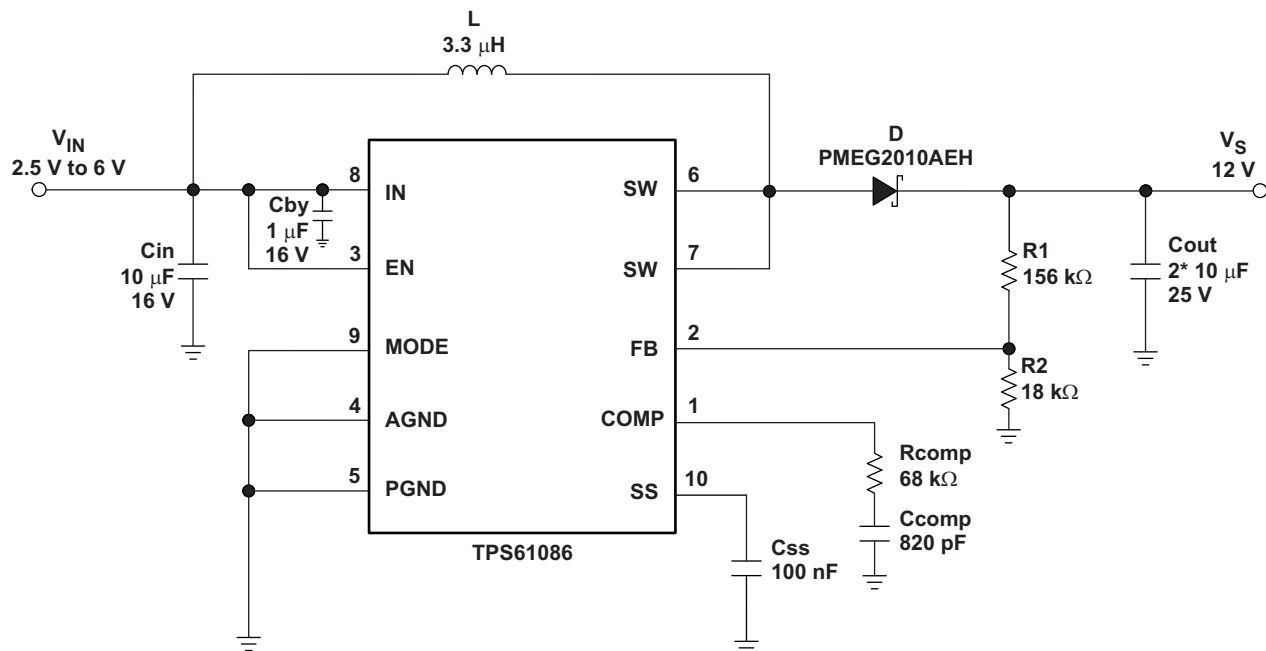 L
3.3 μH
V_IN
2.5 V to 6 V
D
PMEG2010AEH
V_S
12 V
8
IN
SW
6
Cby
1 μF
16 V
Cin
10 μF
16 V
3
EN
SW
7
R1
156 kΩ
Cout
2* 10 μF
25 V
9
MODE
FB
2
R2
18 kΩ
4
AGND
COMP
1
Rcomp
68 kΩ
5
PGND
SS
10
Ccomp
820 pF
TPS61086
Css
100 nF